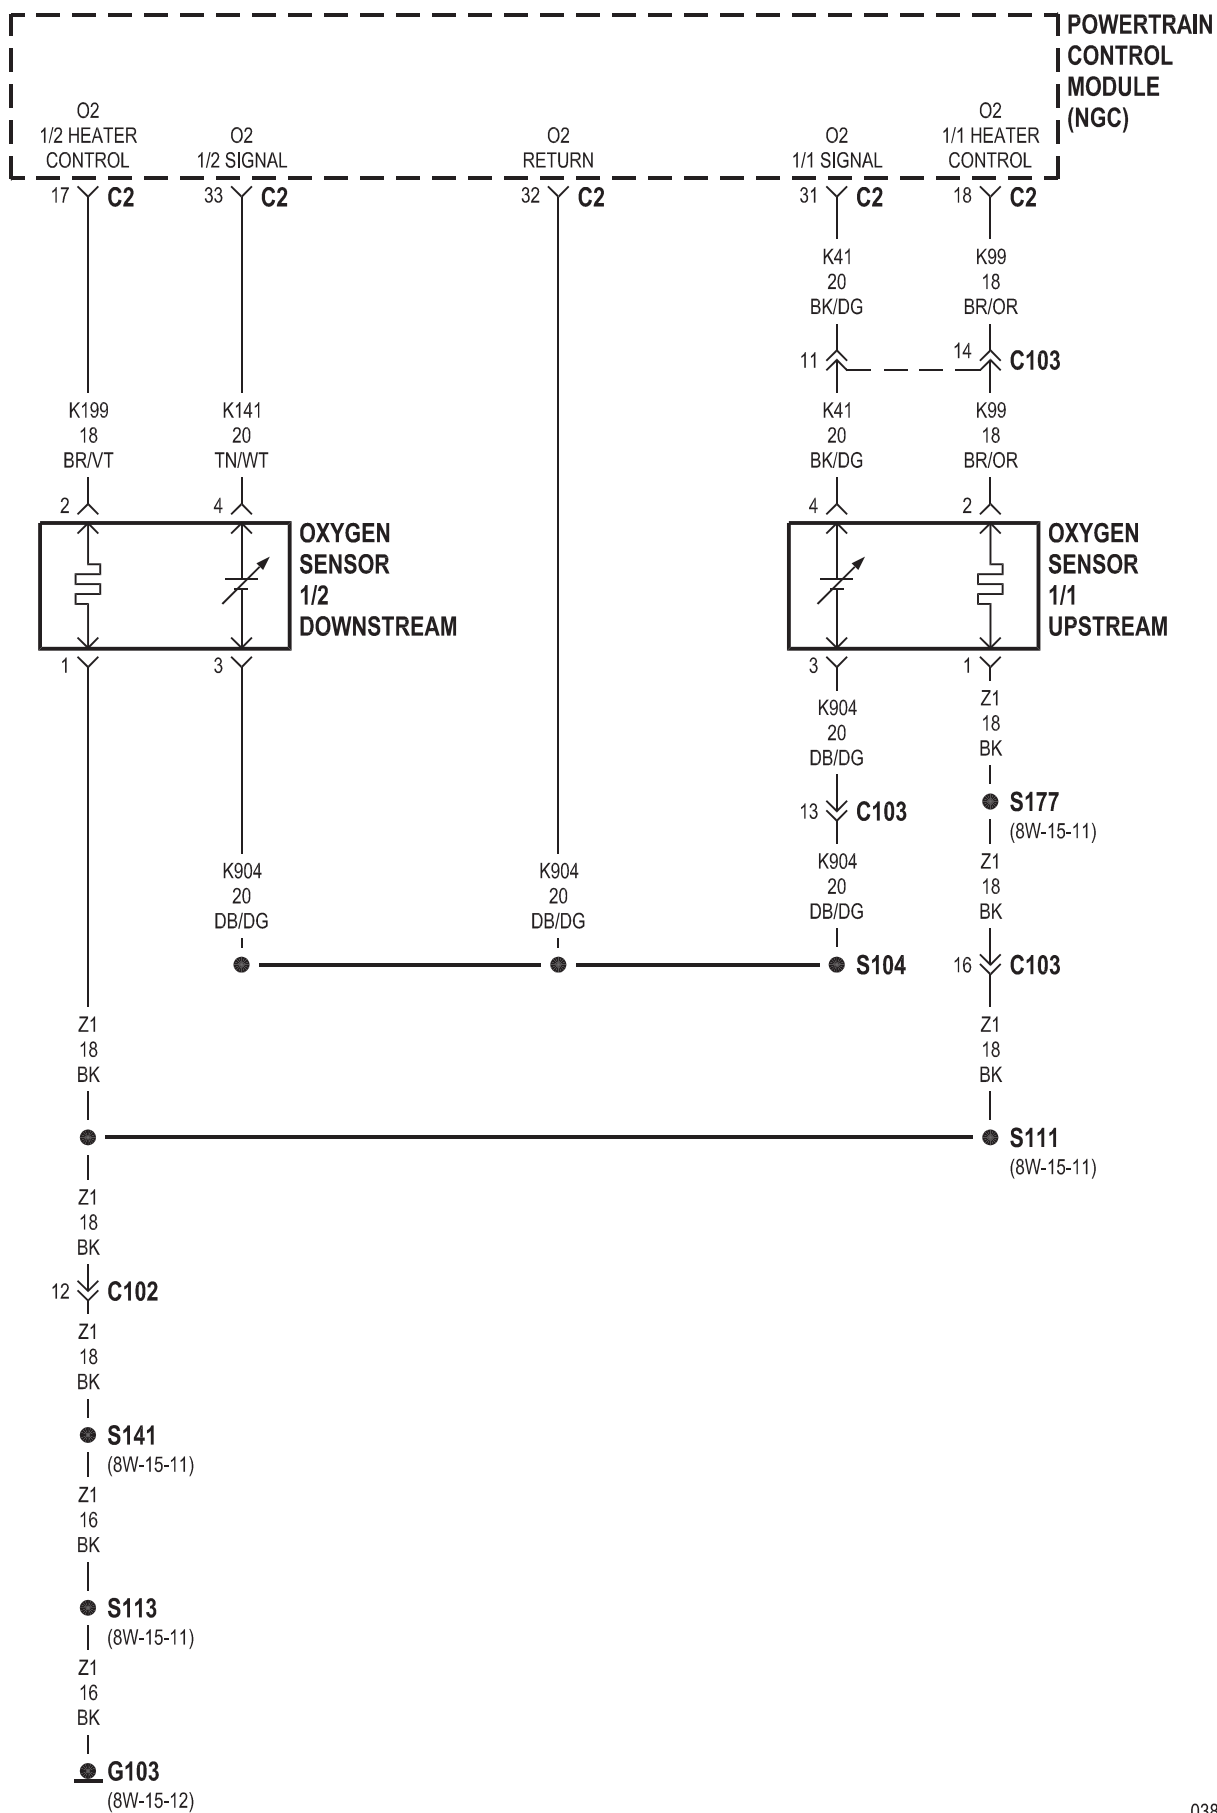 POWERTRAIN
CONTROL
MODULE
(NGC)
O2
1/2 HEATER
CONTROL
O2
1/2 SIGNAL
O2
RETURN
O2
1/1 SIGNAL
O2
1/1 HEATER
CONTROL
17 C2
33 C2
32 C2
31 C2
18 C2
K41
20
BK/DG
K99
18
BR/OR
11
14 C103
K199
18
BR/VT
K141
20
TN/WT
K41
20
BK/DG
K99
18
BR/OR
2
4
4
2
OXYGEN
SENSOR
1/2
DOWNSTREAM
OXYGEN
SENSOR
1/1
UPSTREAM
1
3
3
1
K904
20
DB/DG
Z1
18
BK
13 C103
S177
(8W-15-11)
K904
20
DB/DG
K904
20
DB/DG
K904
20
DB/DG
Z1
18
BK
S104
16 C103
Z1
18
BK
Z1
18
BK
S111
(8W-15-11)
Z1
18
BK
12 C102
Z1
18
BK
S141
(8W-15-11)
Z1
16
BK
S113
(8W-15-11)
Z1
16
BK
G103
(8W-15-12)